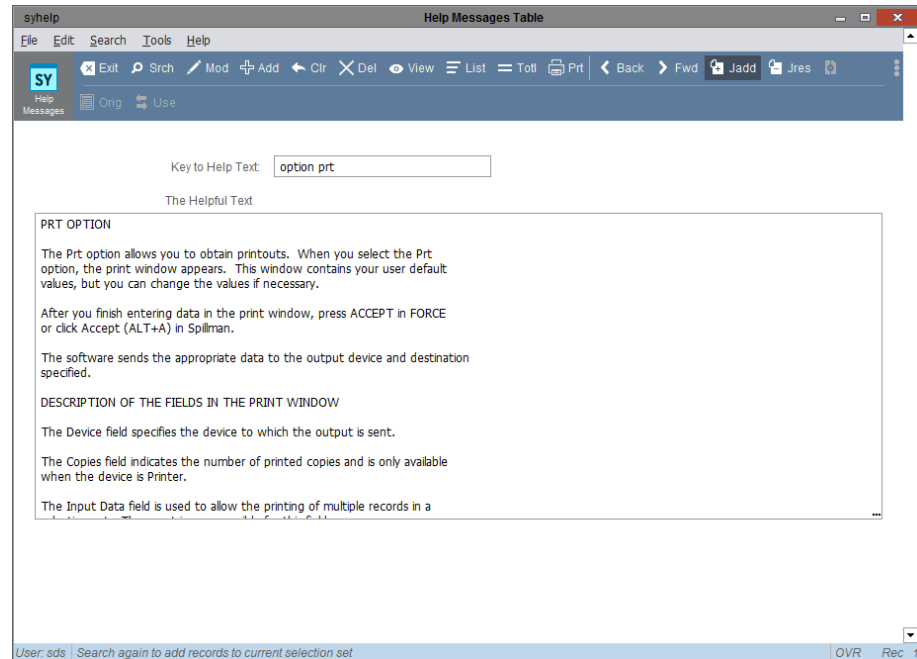 syhelp Help Messages Table
File Edit Search Tools Help
SY Exit Srch Mod Add Clr Del View List Totl Prt Back Fwd Jadd Jres
Help
Messages
Orig Use
Key to Help Text: option prt
The Helpful Text
PRT OPTION
The Prt option allows you to obtain printouts. When you select the Prt
option, the print window appears. This window contains your user default
values, but you can change the values if necessary.
After you finish entering data in the print window, press ACCEPT in FORCE
or click Accept (ALT+A) in Spillman.
The software sends the appropriate data to the output device and destination
specified.
DESCRIPTION OF THE FIELDS IN THE PRINT WINDOW
The Device field specifies the device to which the output is sent.
The Copies field indicates the number of printed copies and is only available
when the device is Printer.
The Input Data field is used to allow the printing of multiple records in a
...
User: sds Search again to add records to current selection set OVR Rec